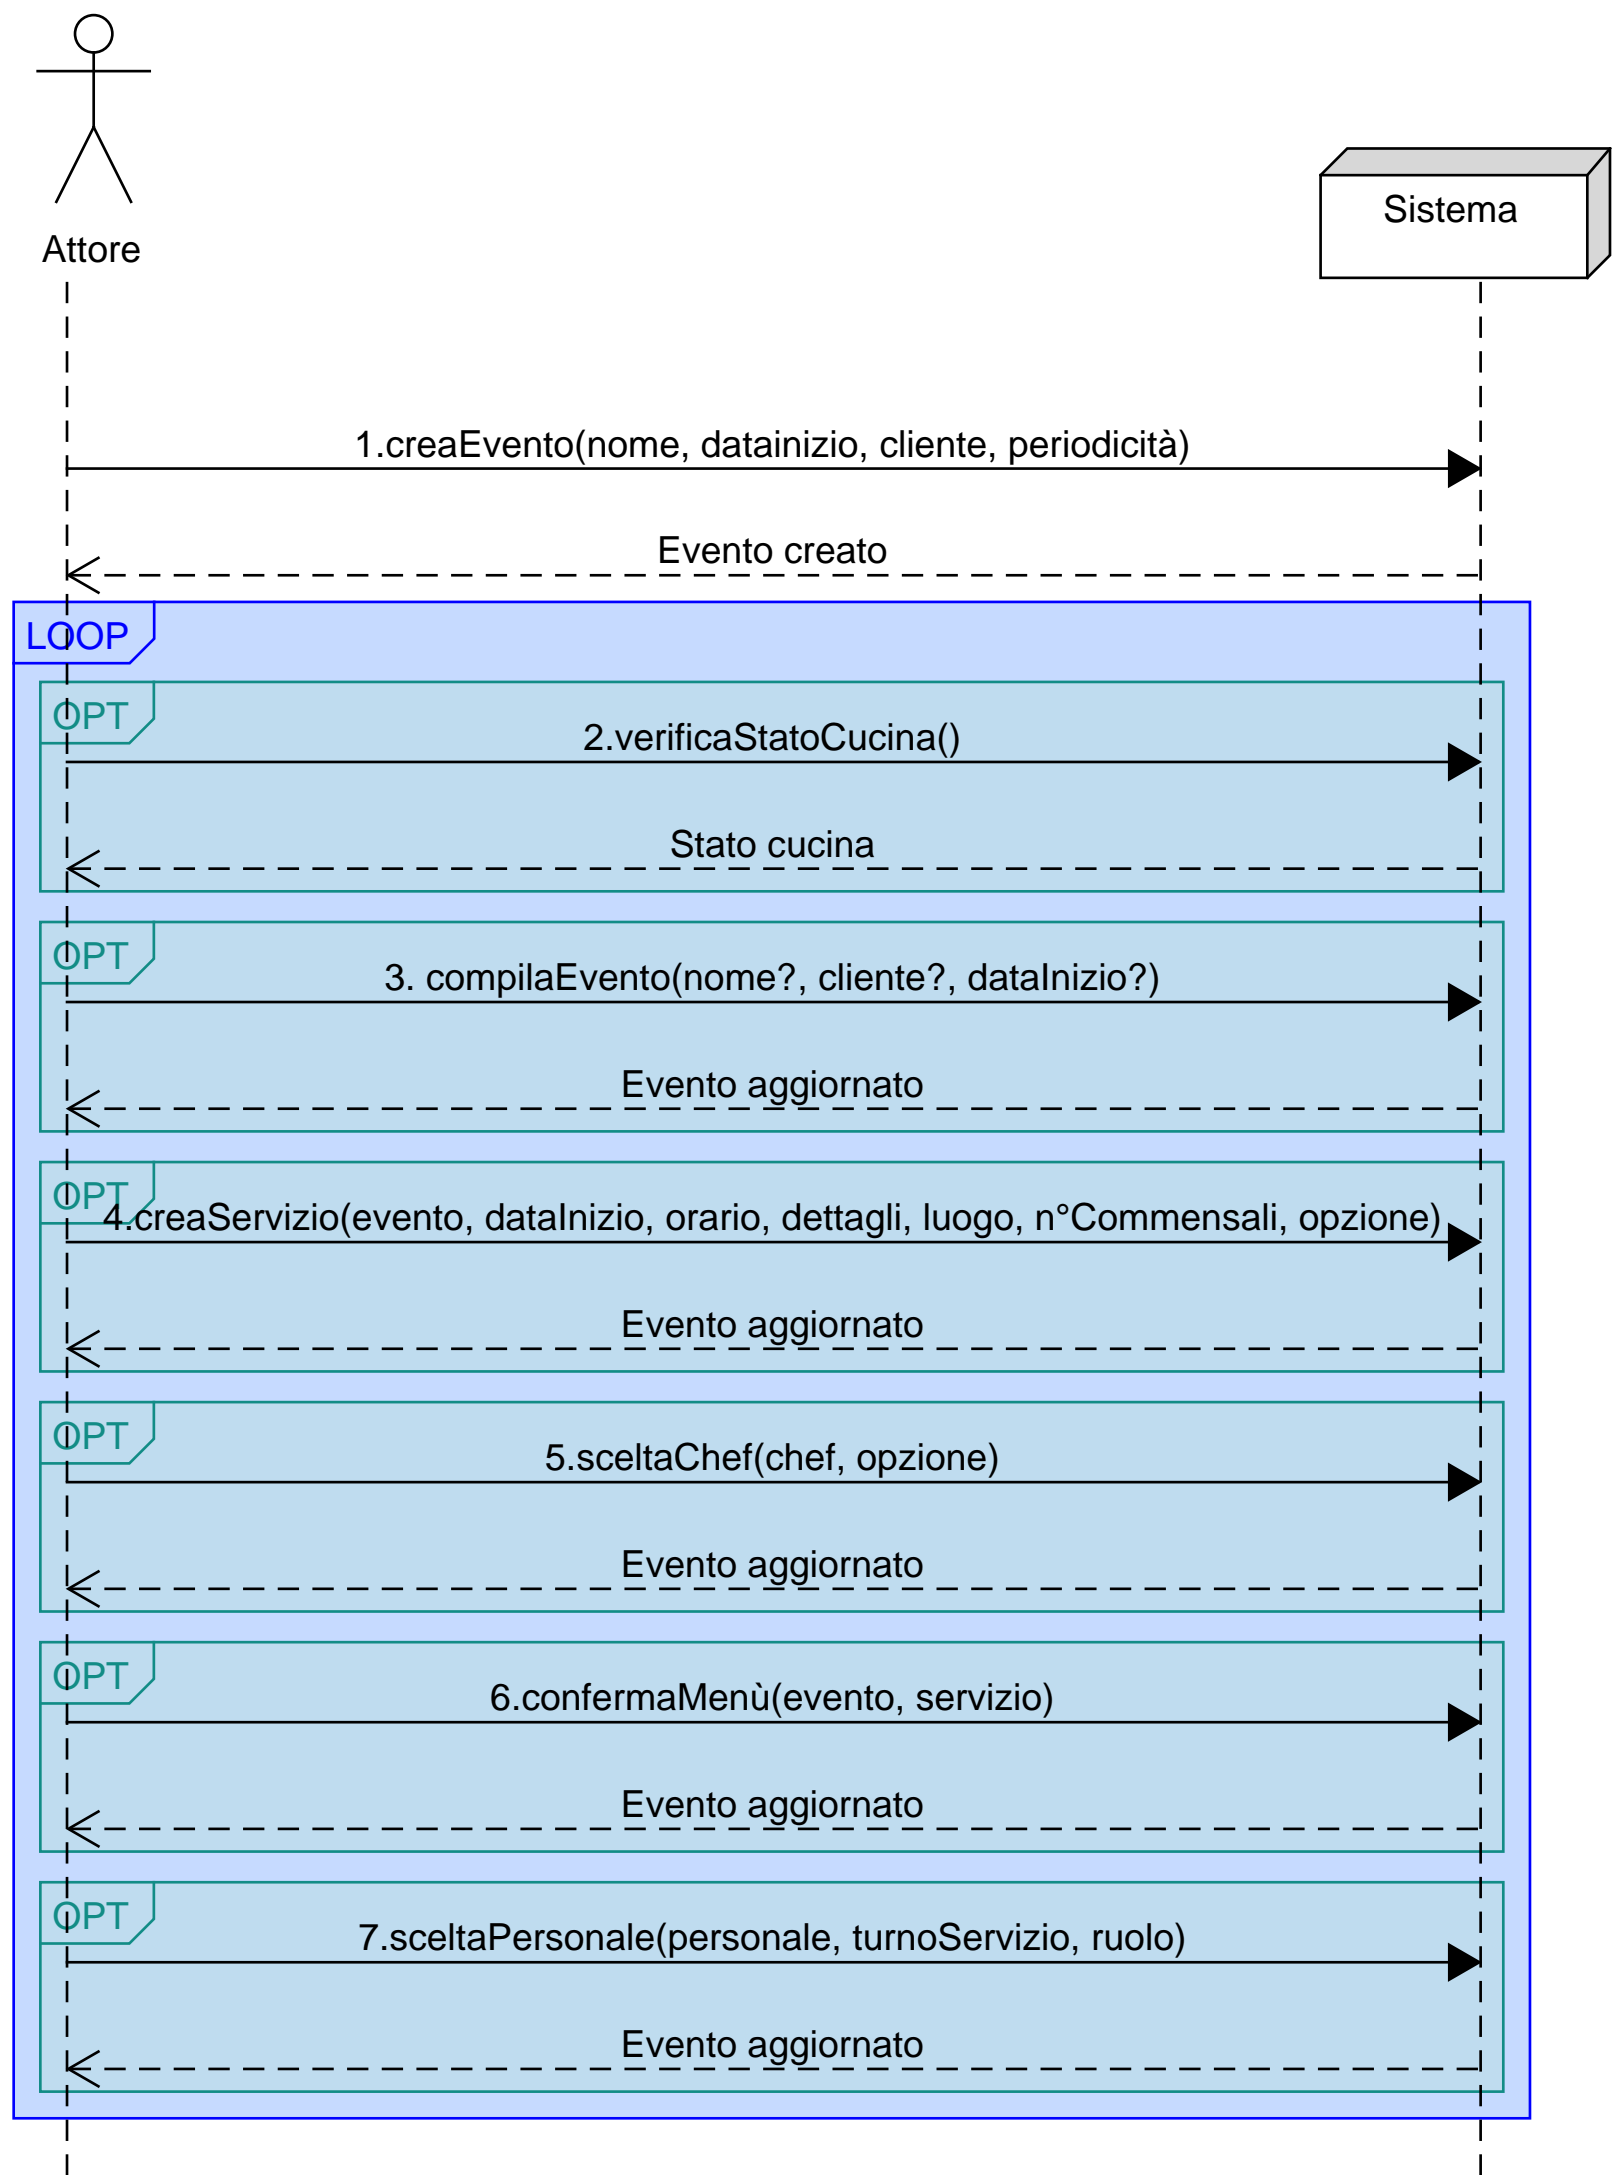 Attore
Sistema
1.creaEvento(nome, datainizio, cliente, periodicità)
Evento creato
LOOP
OPT
2.verificaStatoCucina()
Stato cucina
OPT
3. compilaEvento(nome?, cliente?, dataInizio?)
Evento aggiornato
OPT
4.creaServizio(evento, dataInizio, orario, dettagli, luogo, n°Commensali, opzione)
Evento aggiornato
OPT
5.sceltaChef(chef, opzione)
Evento aggiornato
OPT
6.confermaMenù(evento, servizio)
Evento aggiornato
OPT
7.sceltaPersonale(personale, turnoServizio, ruolo)
Evento aggiornato